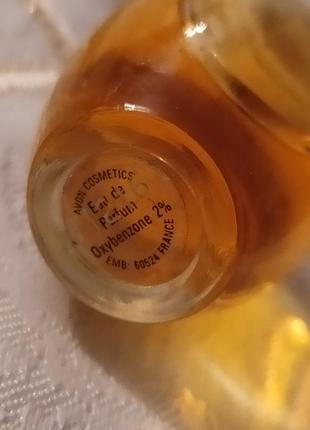 AVON COSMETICS
Eau de
Parfum
Oxybenzone 2%
EMB: 60524 FRANCE